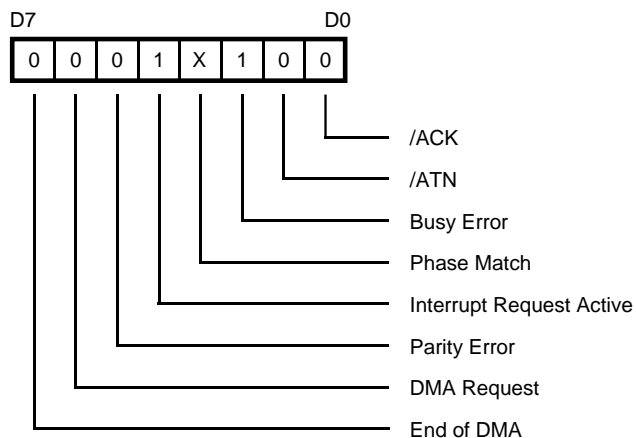 D7 D0
0 0 0 1 X 1 0 0
/ACK
/ATN
Busy Error
Phase Match
Interrupt Request Active
Parity Error
DMA Request
End of DMA